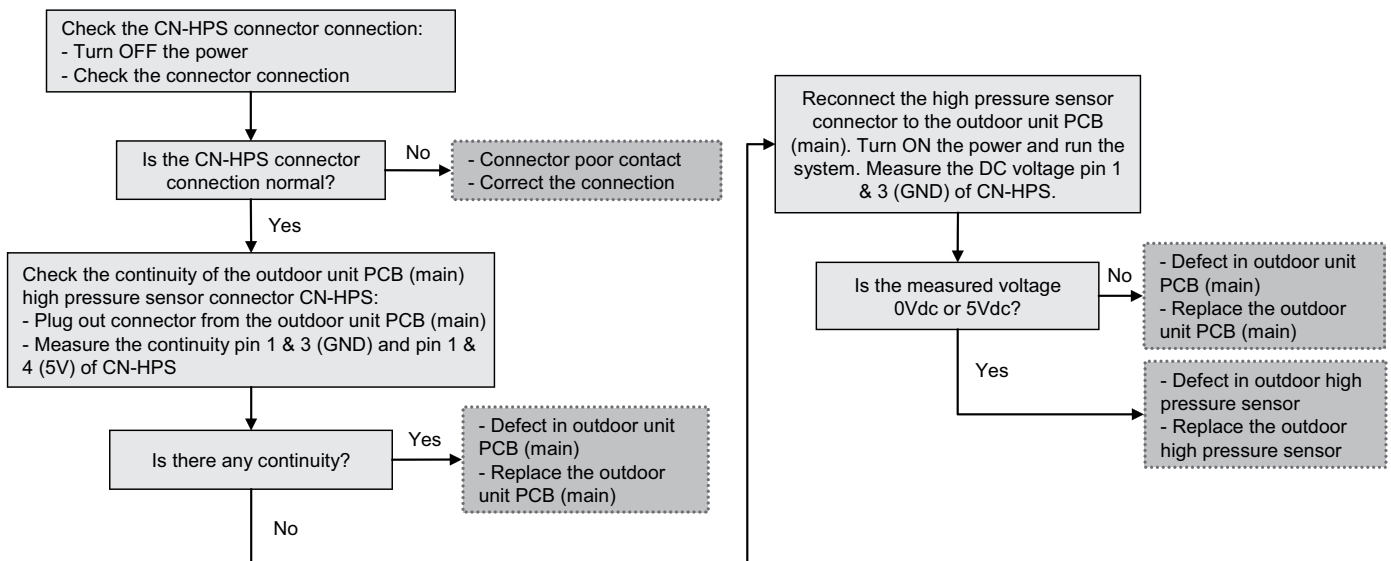 Check the CN-HPS connector connection:
- Turn OFF the power
- Check the connector connection
Is the CN-HPS connector
connection normal?
No
- Connector poor contact
- Correct the connection
Yes
Check the continuity of the outdoor unit PCB (main)
high pressure sensor connector CN-HPS:
- Plug out connector from the outdoor unit PCB (main)
- Measure the continuity pin 1 & 3 (GND) and pin 1 &
4 (5V) of CN-HPS
Is there any continuity?
Yes
- Defect in outdoor unit
PCB (main)
- Replace the outdoor
unit PCB (main)
No
Reconnect the high pressure sensor
connector to the outdoor unit PCB
(main). Turn ON the power and run the
system. Measure the DC voltage pin 1
& 3 (GND) of CN-HPS.
Is the measured voltage
0Vdc or 5Vdc?
No
- Defect in outdoor unit
PCB (main)
- Replace the outdoor
unit PCB (main)
Yes
- Defect in outdoor high
pressure sensor
- Replace the outdoor
high pressure sensor